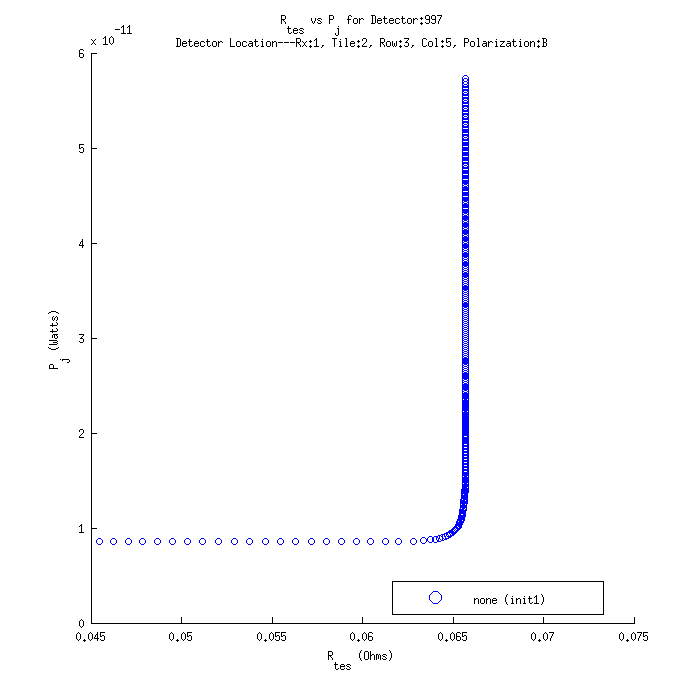 R_tes vs P_j for Detector:997
Detector Location---Rx:1, Tile:2, Row:3, Col:5, Polarization:B
x 10^-11
6
5
4
3
2
1
0
P_j (Watts)
none (init1)
0.045 0.05 0.055 0.06 0.065 0.07 0.075
R_tes (Ohms)